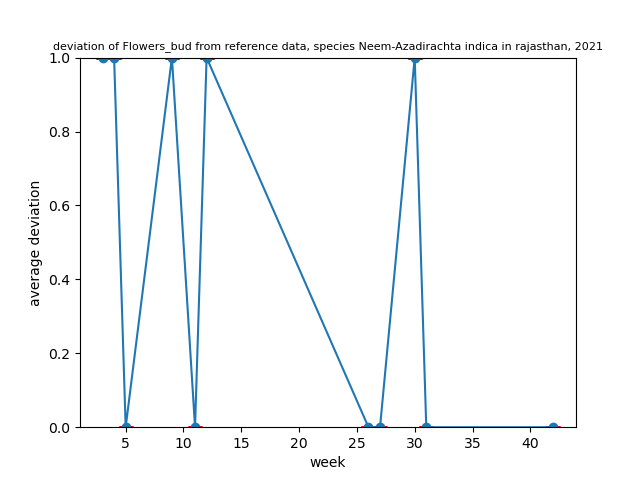 deviation of Flowers_bud from reference data, species Neem-Azadirachta indica in rajasthan, 2021
1.0
0.8
0.6
0.4
0.2
0.0
average deviation
5 10 15 20 25 30 35 40
week